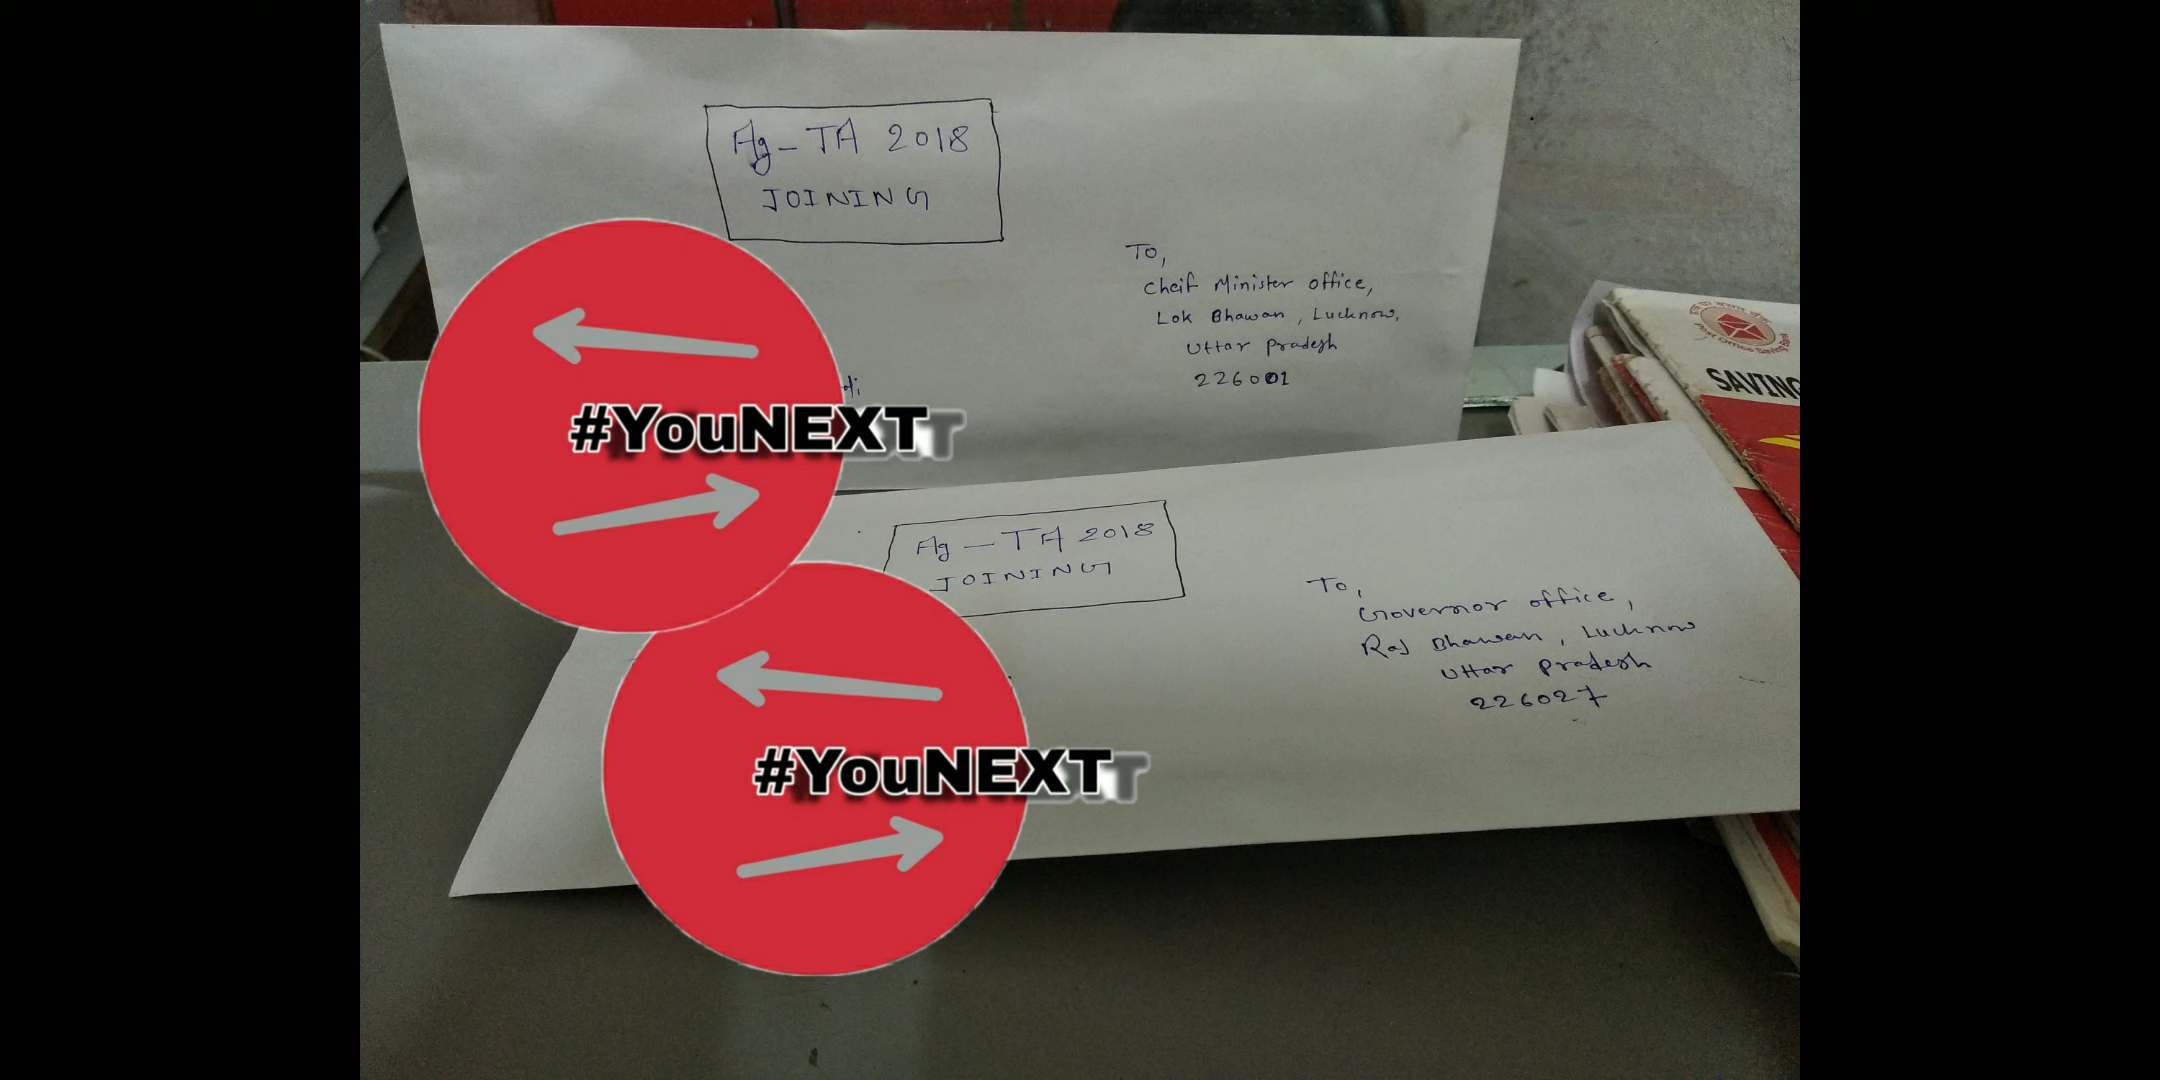 Ag-TA 2018
JOINING
To,
Cheif Minister office,
Lok Bhawan, Lucknow,
Uttar pradesh
226001
di
#YouNEXT
SAVING
Ag-TA 2018
JOINING
To,
Governor office,
Raj Bhawan, Lucknow
Uttar pradesh
226027
#YouNEXT